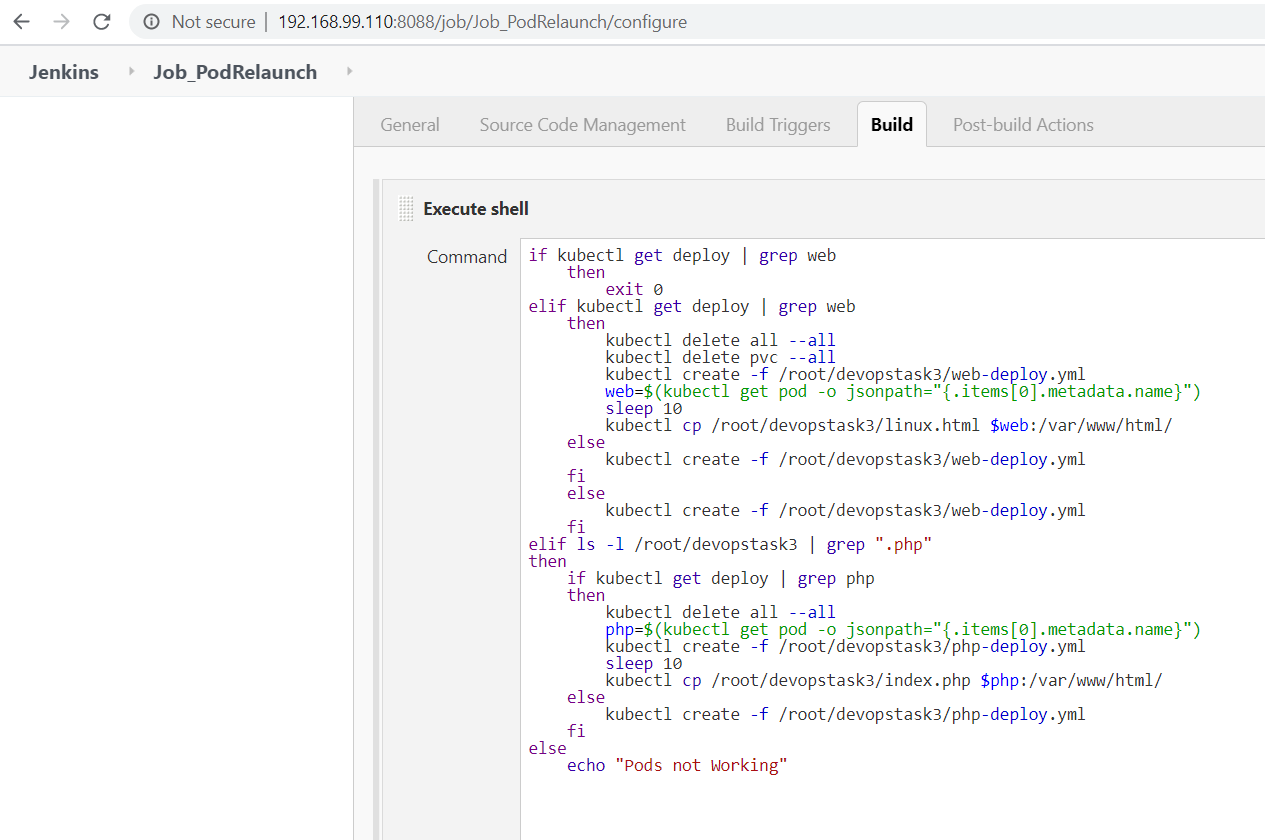 Not secure | 192.168.99.110:8088/job/Job_PodRelaunch/configure
Jenkins Job_PodRelaunch
General Source Code Management Build Triggers Build Post-build Actions
Execute shell
Command
if kubectl get deploy | grep web
then
exit 0
elif kubectl get deploy | grep web
then
kubectl delete all --all
kubectl delete pvc --all
kubectl create -f /root/devopstask3/web-deploy.yml
web=$(kubectl get pod -o jsonpath="{.items[0].metadata.name}")
sleep 10
kubectl cp /root/devopstask3/linux.html $web:/var/www/html/
else
kubectl create -f /root/devopstask3/web-deploy.yml
fi
else
kubectl create -f /root/devopstask3/web-deploy.yml
fi
elif ls -l /root/devopstask3 | grep ".php"
then
if kubectl get deploy | grep php
then
kubectl delete all --all
php=$(kubectl get pod -o jsonpath="{.items[0].metadata.name}")
kubectl create -f /root/devopstask3/php-deploy.yml
sleep 10
kubectl cp /root/devopstask3/index.php $php:/var/www/html/
else
kubectl create -f /root/devopstask3/php-deploy.yml
fi
else
echo "Pods not Working"